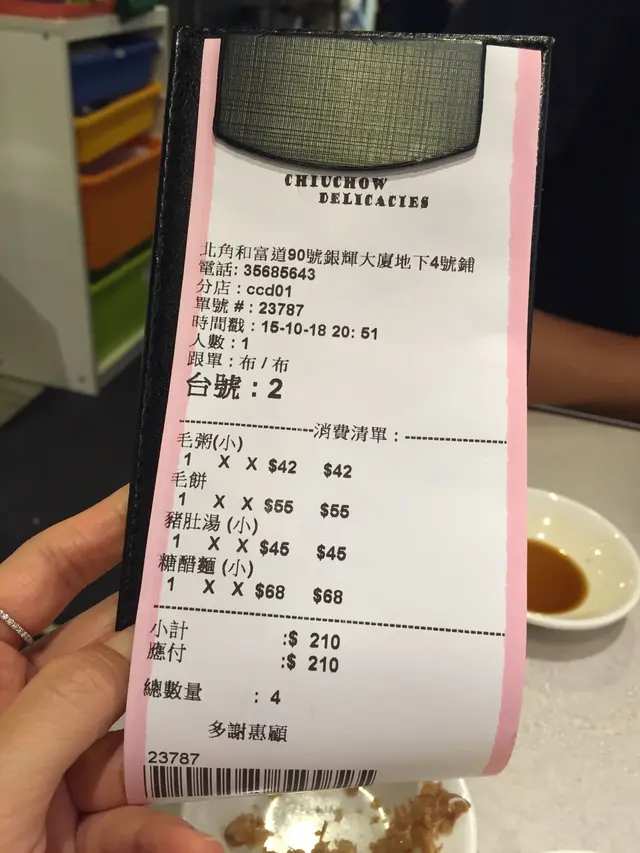 CHIUCHOW
DELICACIES
北角和富道90號銀輝大廈地下4號鋪
電話: 35685643
分店 : ccd01
單號 # : 23787
時間戳 : 15-10-18 20: 51
人數 : 1
跟單 : 布 / 布
台號 : 2
消費清單 :
毛粥(小)
1 X X $42 $42
毛餅
1 X X $55 $55
豬肚湯 (小)
1 X X $45 $45
糖醋麵 (小)
1 X X $68 $68
小計 :$ 210
應付 :$ 210
總數量 : 4
多謝惠顧
23787